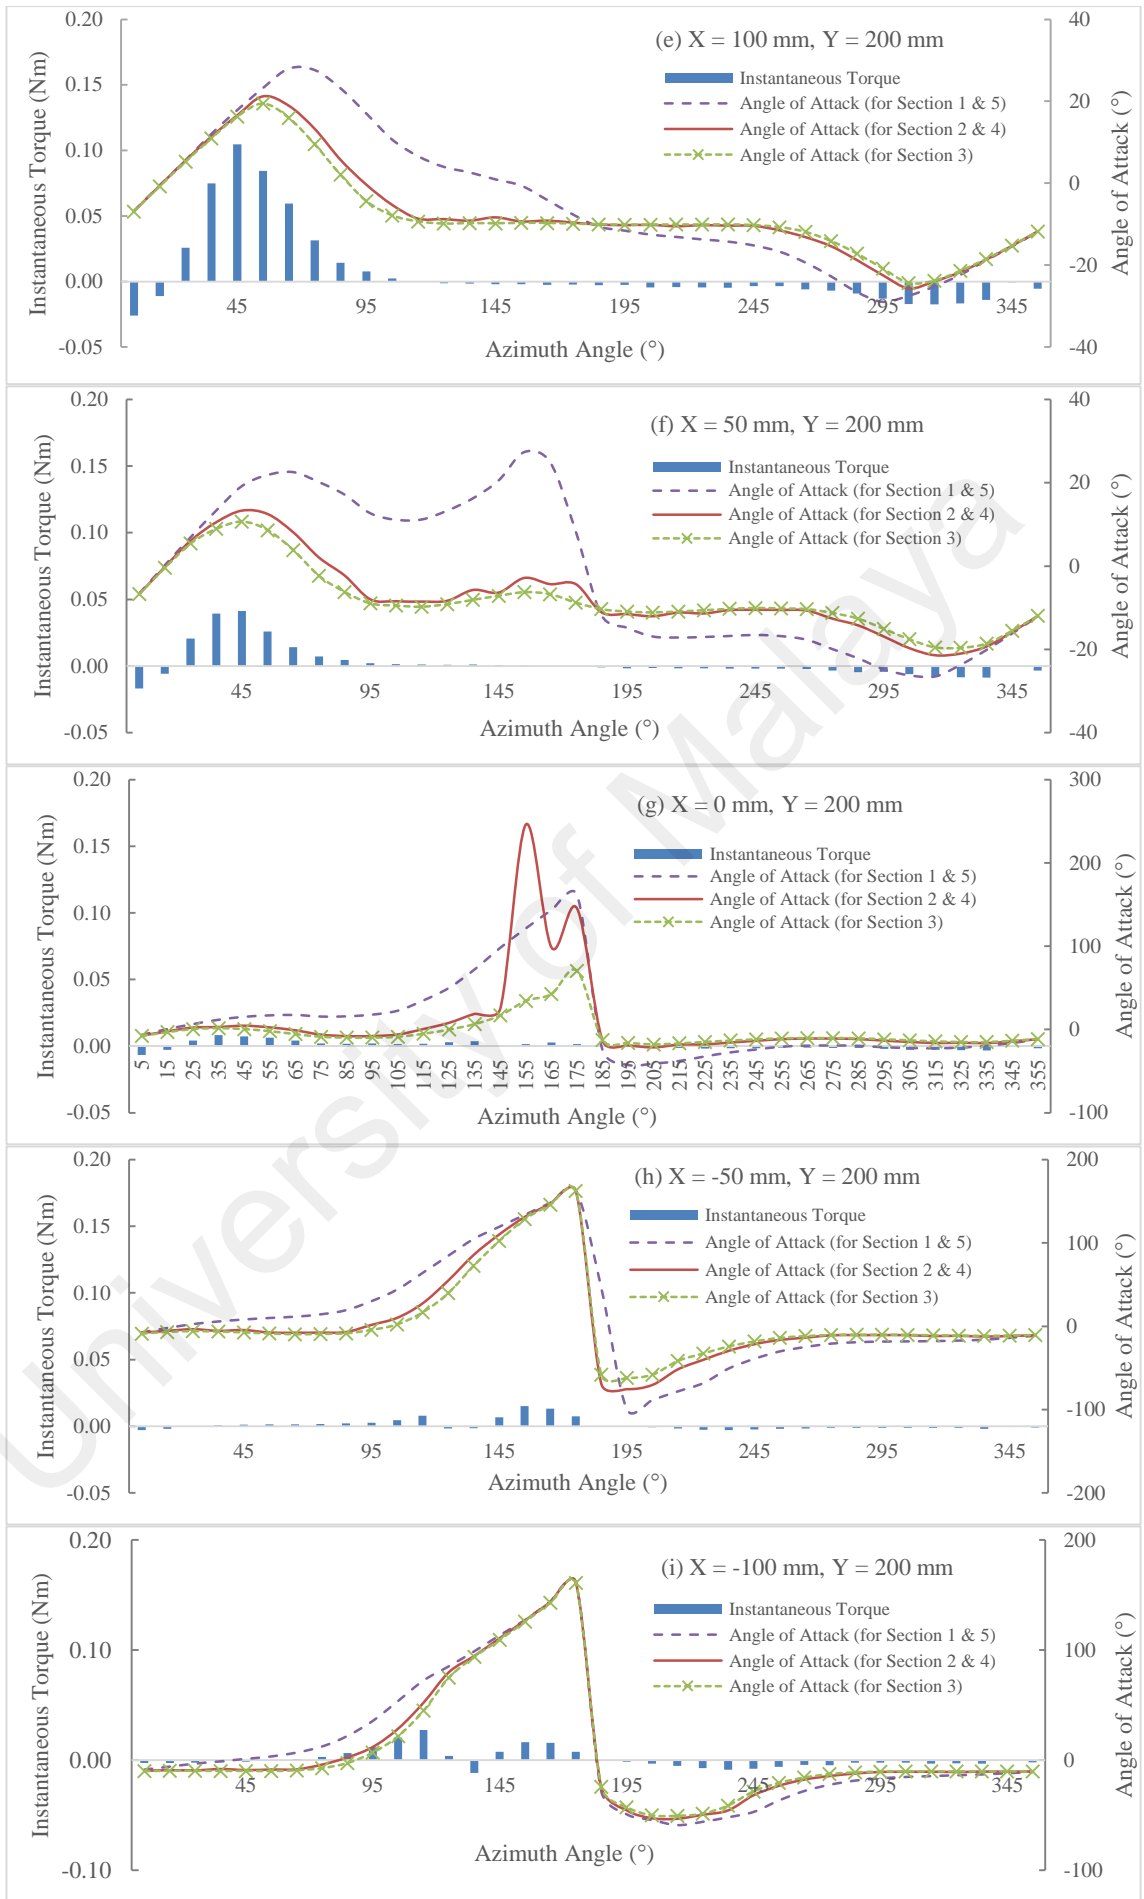 (e) X = 100 mm, Y = 200 mm
Instantaneous Torque (Nm)
0.20
0.15
0.10
0.05
0.00
-0.05
Instantaneous Torque
Angle of Attack (for Section 1 & 5)
Angle of Attack (for Section 2 & 4)
Angle of Attack (for Section 3)
45 95 145 195 245 295 345
Azimuth Angle (°)
40
20
0
-20
-40
Angle of Attack (°)
(f) X = 50 mm, Y = 200 mm
Instantaneous Torque (Nm)
0.20
0.15
0.10
0.05
0.00
-0.05
Instantaneous Torque
Angle of Attack (for Section 1 & 5)
Angle of Attack (for Section 2 & 4)
Angle of Attack (for Section 3)
45 95 145 195 245 295 345
Azimuth Angle (°)
40
20
0
-20
-40
Angle of Attack (°)
(g) X = 0 mm, Y = 200 mm
Instantaneous Torque (Nm)
0.20
0.15
0.10
0.05
0.00
-0.05
Instantaneous Torque
Angle of Attack (for Section 1 & 5)
Angle of Attack (for Section 2 & 4)
Angle of Attack (for Section 3)
5 15 25 35 45 55 65 75 85 95 105 115 125 135 145 155 165 175 185 195 205 215 225 235 245 255 265 275 285 295 305 315 325 335 345 355
Azimuth Angle (°)
300
200
100
0
-100
Angle of Attack (°)
(h) X = -50 mm, Y = 200 mm
Instantaneous Torque (Nm)
0.20
0.15
0.10
0.05
0.00
-0.05
Instantaneous Torque
Angle of Attack (for Section 1 & 5)
Angle of Attack (for Section 2 & 4)
Angle of Attack (for Section 3)
45 95 145 195 245 295 345
Azimuth Angle (°)
200
100
0
-100
-200
Angle of Attack (°)
(i) X = -100 mm, Y = 200 mm
Instantaneous Torque (Nm)
0.20
0.10
0.00
-0.10
Instantaneous Torque
Angle of Attack (for Section 1 & 5)
Angle of Attack (for Section 2 & 4)
Angle of Attack (for Section 3)
45 95 145 195 245 295 345
Azimuth Angle (°)
200
100
0
-100
Angle of Attack (°)
University of Malaya